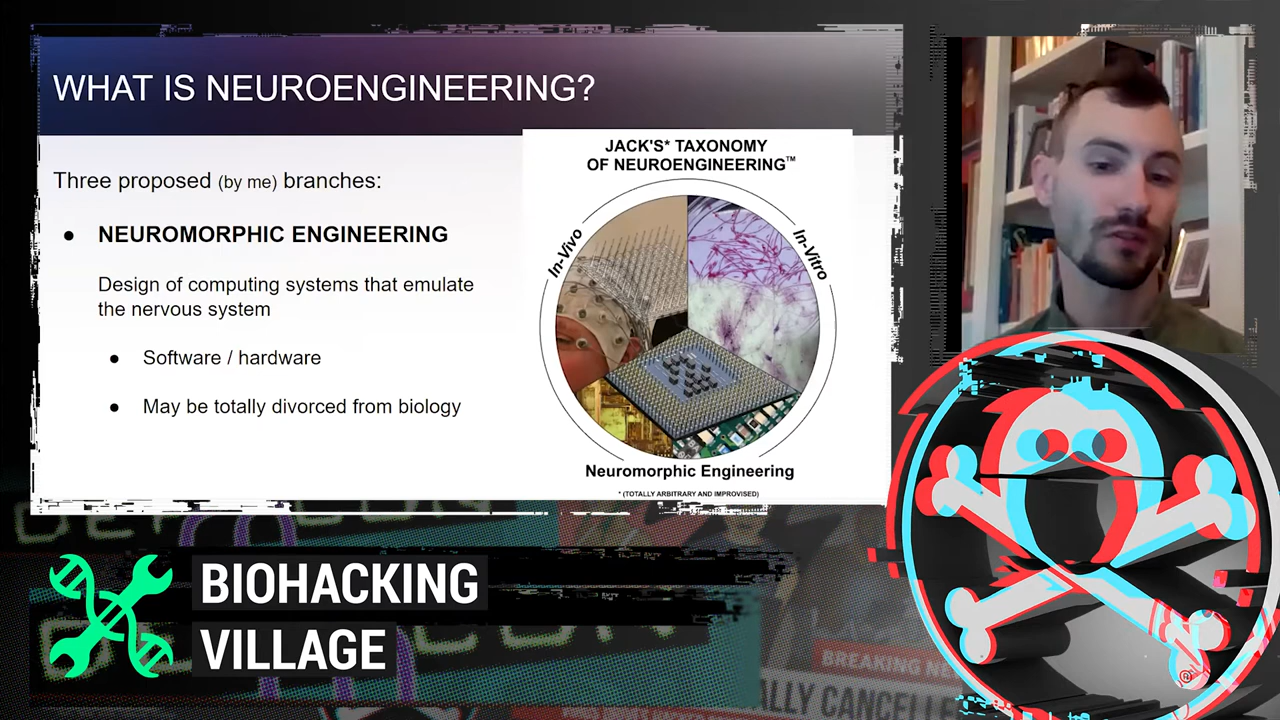 WHAT IS NEUROENGINEERING?
Three proposed (by me) branches:
● NEUROMORPHIC ENGINEERING
Design of computing systems that emulate
the nervous system
● Software / hardware
● May be totally divorced from biology
JACK'S* TAXONOMY
OF NEUROENGINEERING™
In-Vivo
In-Vitro
Neuromorphic Engineering
* (TOTALLY ARBITRARY AND IMPROVISED)
BIOHACKING
VILLAGE
BREAKING NE
ALLY CANCELLE
®